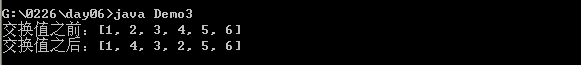 G:\0226\day06>java Demo3
交换值之前：[1, 2, 3, 4, 5, 6]
交换值之后：[1, 4, 3, 2, 5, 6]